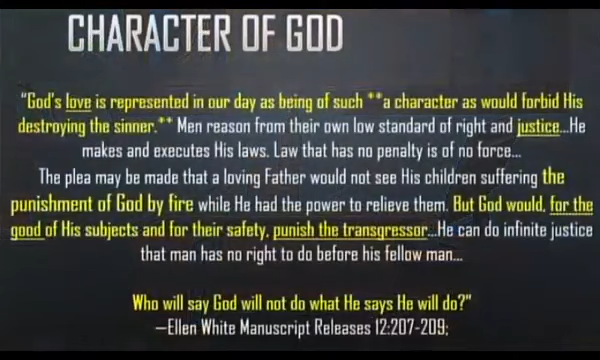 CHARACTER OF GOD
"God's love is represented in our day as being of such **a character as would forbid His
destroying the sinner.** Men reason from their own low standard of right and justice...He
makes and executes His laws. Law that has no penalty is of no force...
The plea may be made that a loving Father would not see His children suffering the
punishment of God by fire while He had the power to relieve them. But God would, for the
good of His subjects and for their safety, punish the transgressor...He can do infinite justice
that man has no right to do before his fellow man...
Who will say God will not do what He says He will do?"
—Ellen White Manuscript Releases 12:207-209;